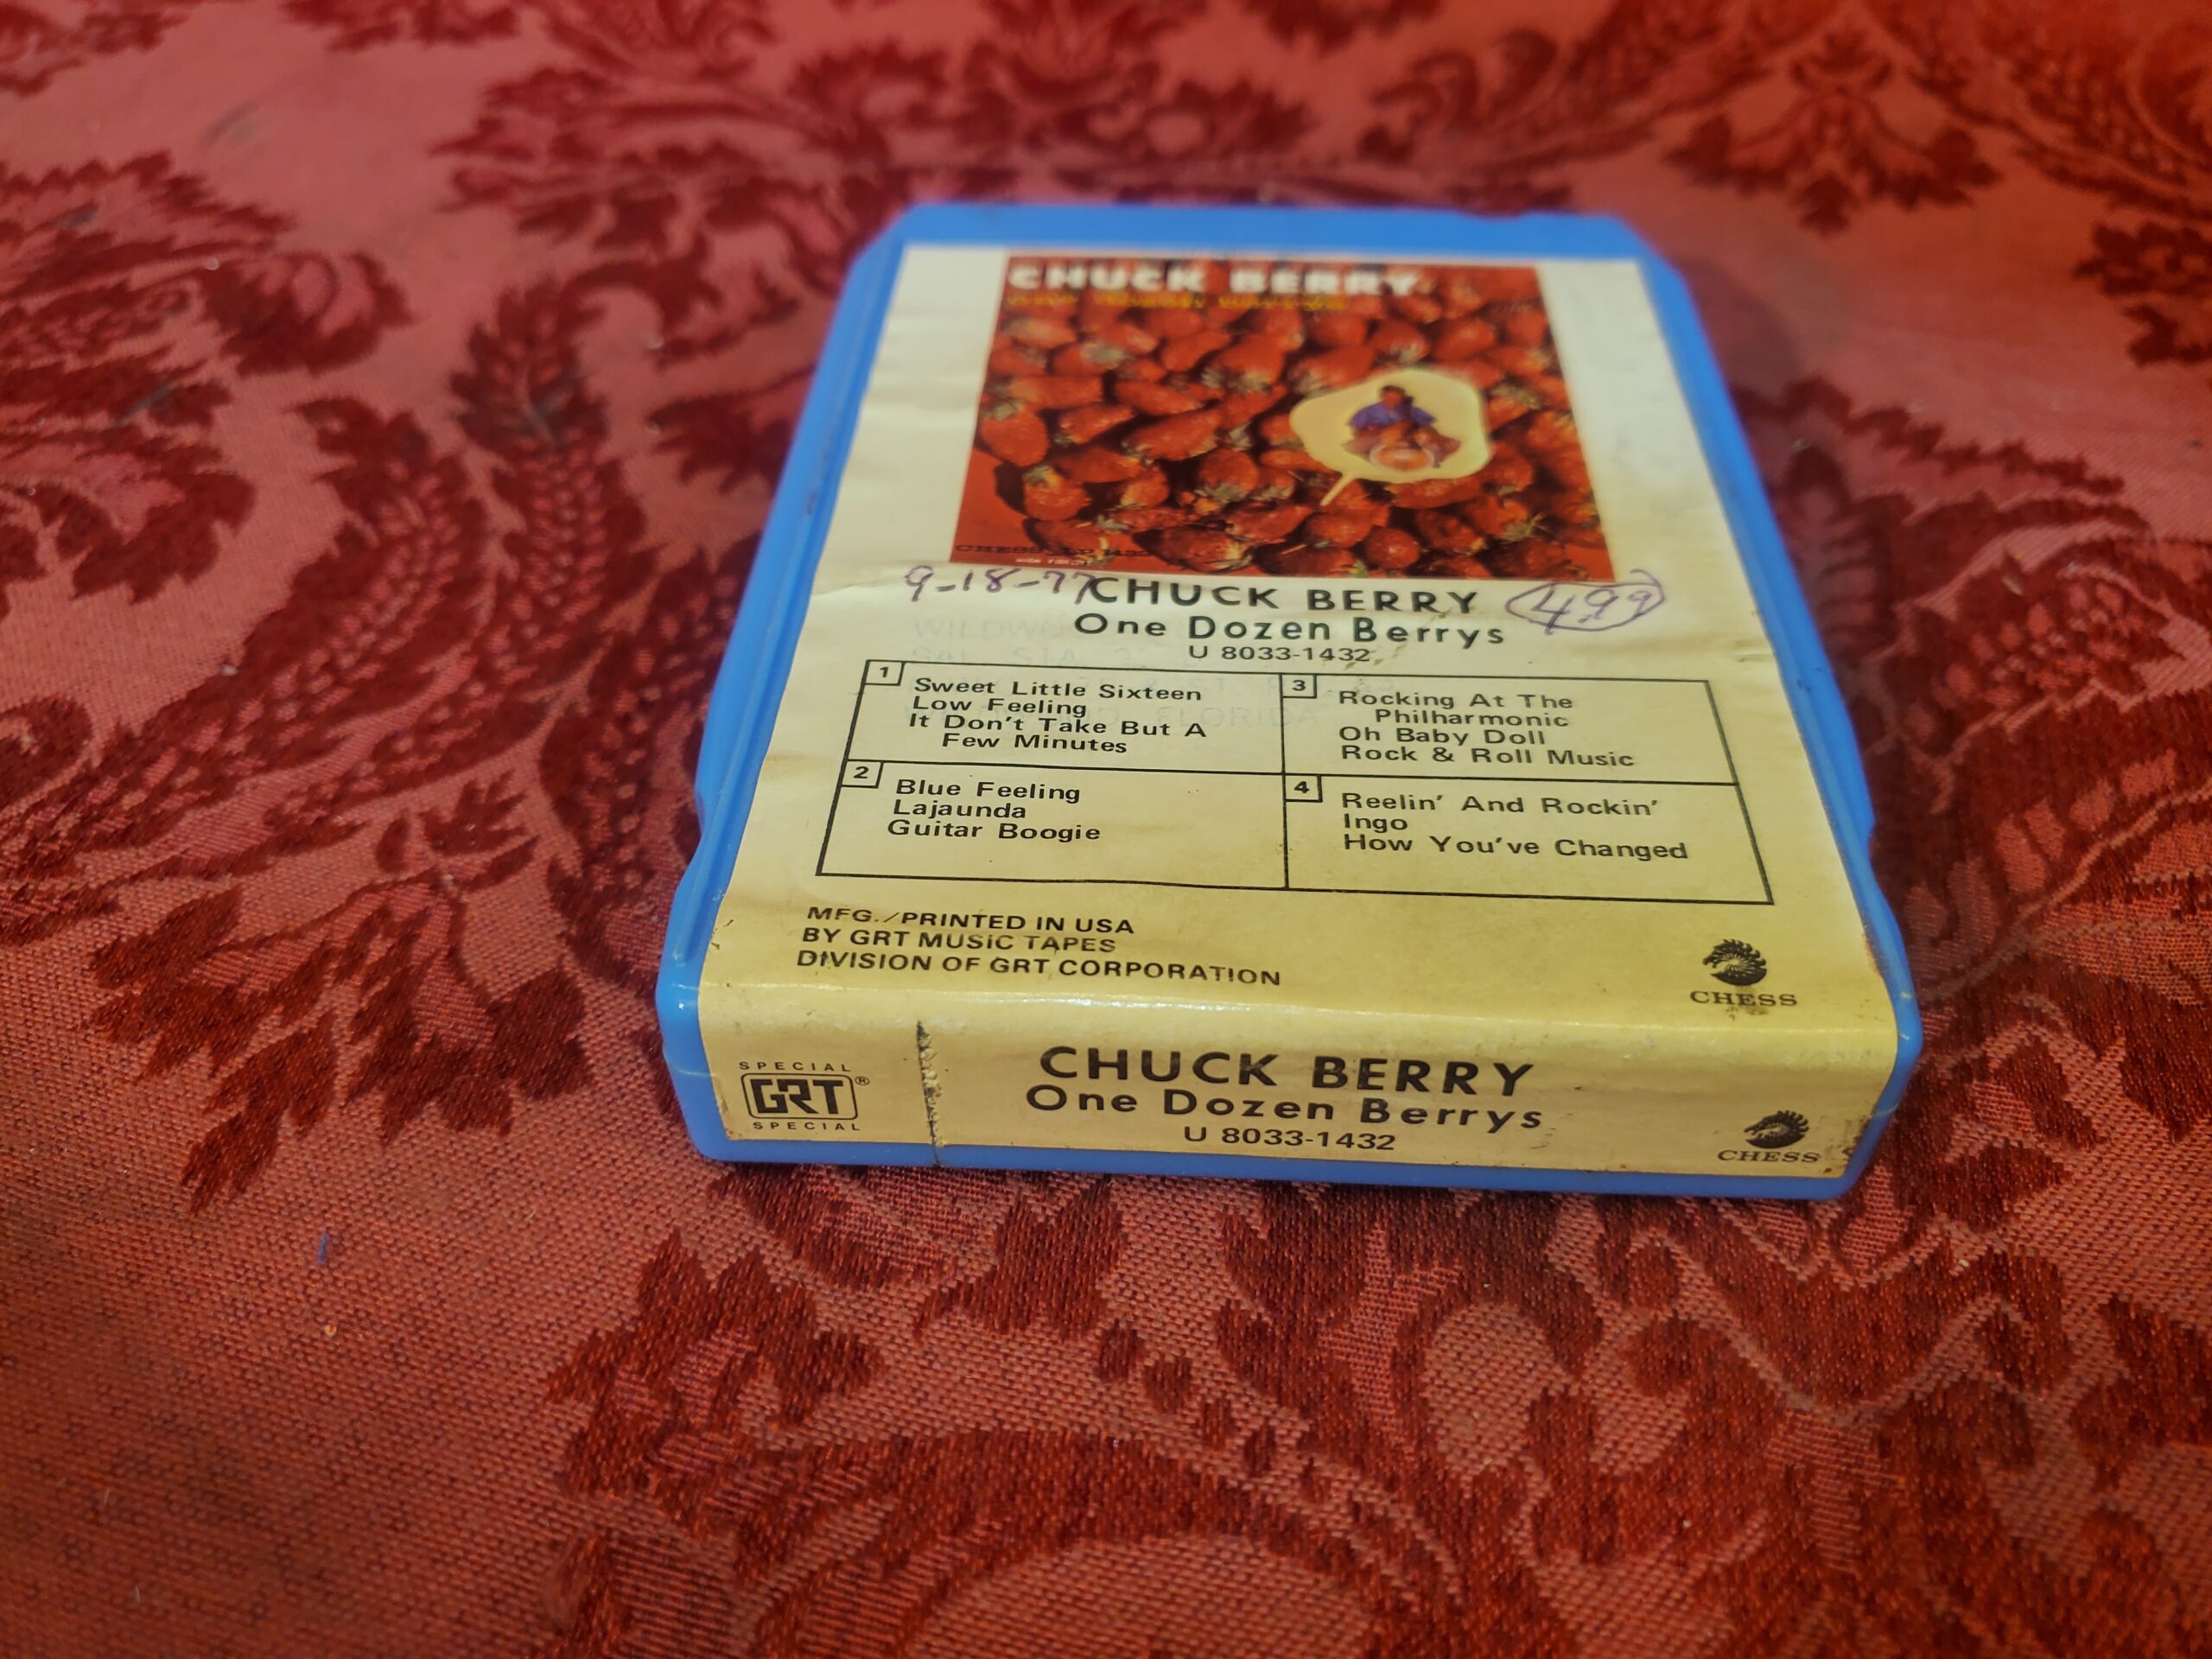 CHUCK BERRY
CHESS LP 1432
9-18-77
CHUCK BERRY
4.99
One Dozen Berrys
U 8033-1432
FLORIDA
1
Sweet Little Sixteen
Low Feeling
It Don't Take But A
Few Minutes
2
Blue Feeling
Lajaunda
Guitar Boogie
3
Rocking At The
Philharmonic
Oh Baby Doll
Rock & Roll Music
4
Reelin' And Rockin'
Ingo
How You've Changed
MFG./PRINTED IN USA
BY GRT MUSIC TAPES
DIVISION OF GRT CORPORATION
CHESS
SPECIAL
GRT®
SPECIAL
CHUCK BERRY
One Dozen Berrys
U 8033-1432
CHESS